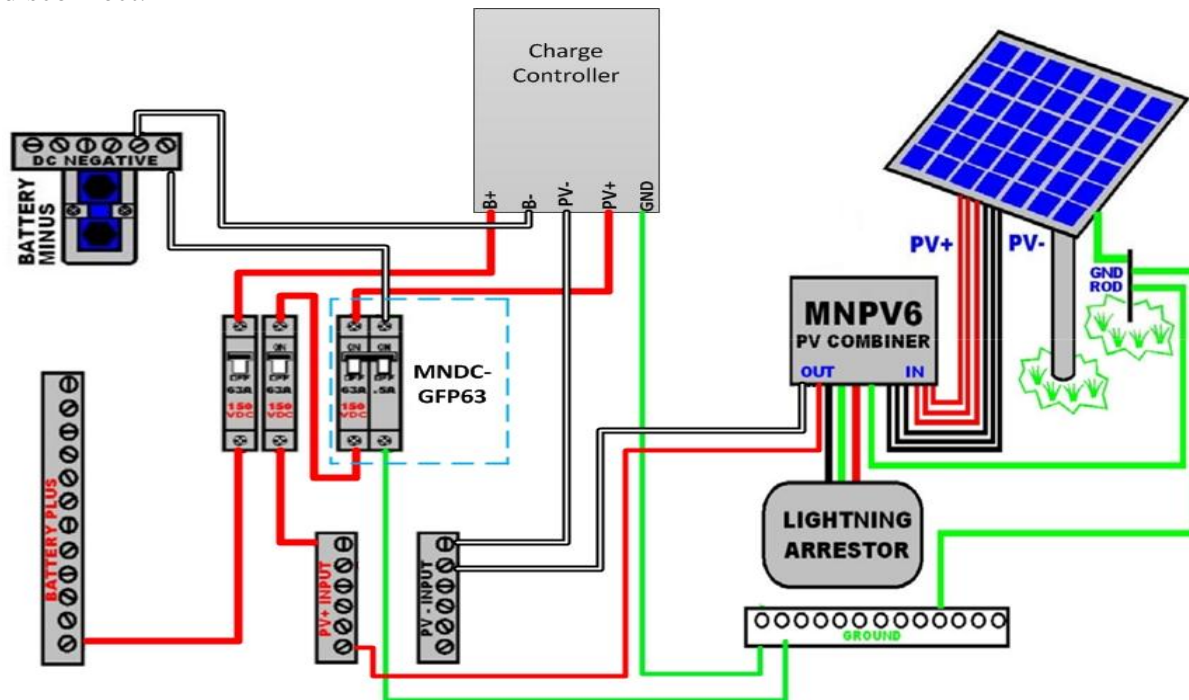 Charge
Controller
DC NEGATIVE
BATTERY
MINUS
B+
B-
PV-
PV+
GND
PV+
PV-
GND
ROD
MNPV6
PV COMBINER
OUT
IN
ON
ON
ON
OFF
OFF
OFF
63A
63A
.5A
150
VDC
150
VDC
150
VDC
MNDC-
GFP63
BATTERY PLUS
PV+ INPUT
PV - INPUT
LIGHTNING
ARRESTOR
GROUND